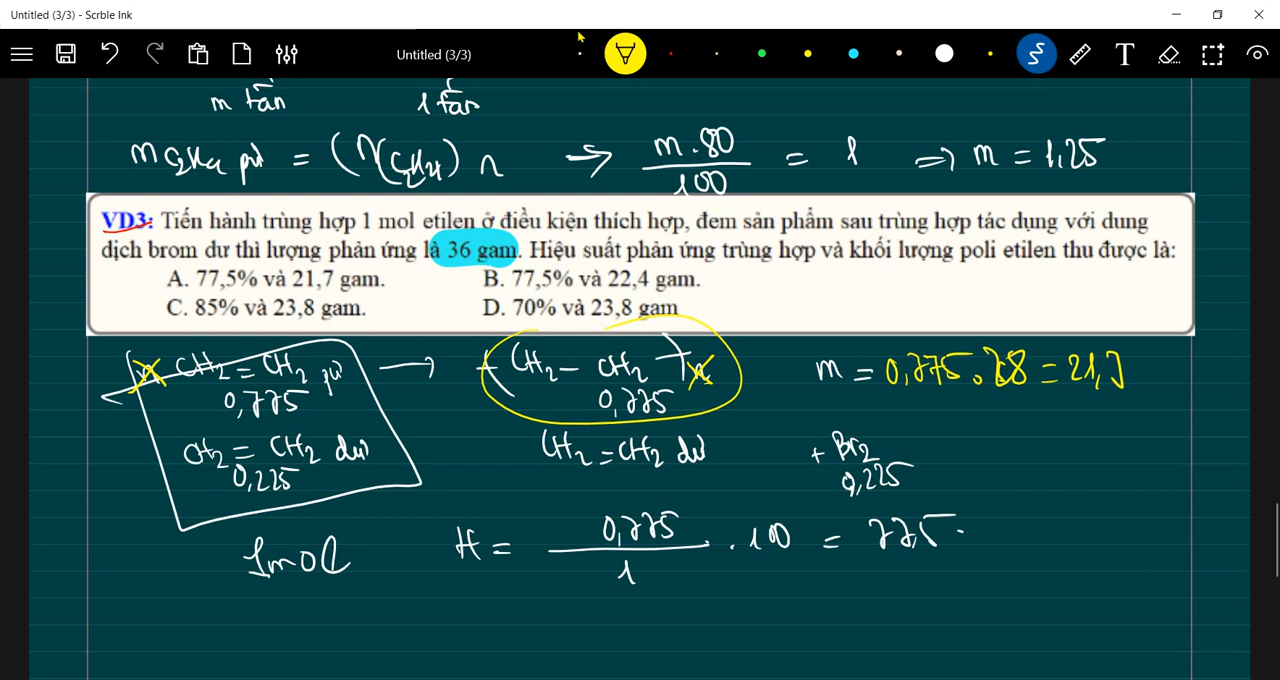 Untitled (3/3) - Scrble Ink
Untitled (3/3)
T
m tấn 1 tấn
m C2H4 pứ = (C2H4) n → m.80/100 = 1 => m = 1,25
VD3: Tiến hành trùng hợp 1 mol etilen ở điều kiện thích hợp, đem sản phẩm sau trùng hợp tác dụng với dung
dịch brom dư thì lượng phản ứng là 36 gam. Hiệu suất phản ứng trùng hợp và khối lượng poli etilen thu được là:
A. 77,5% và 21,7 gam. B. 77,5% và 22,4 gam.
C. 85% và 23,8 gam. D. 70% và 23,8 gam
n CH2 = CH2 pứ → (CH2 - CH2)n m = 0,775.28 = 21,7
0,775 0,775
CH2 = CH2 dư CH2 = CH2 dư + Br2
0,225 0,225
1 mol H = 0,775/1 . 100 = 77,5